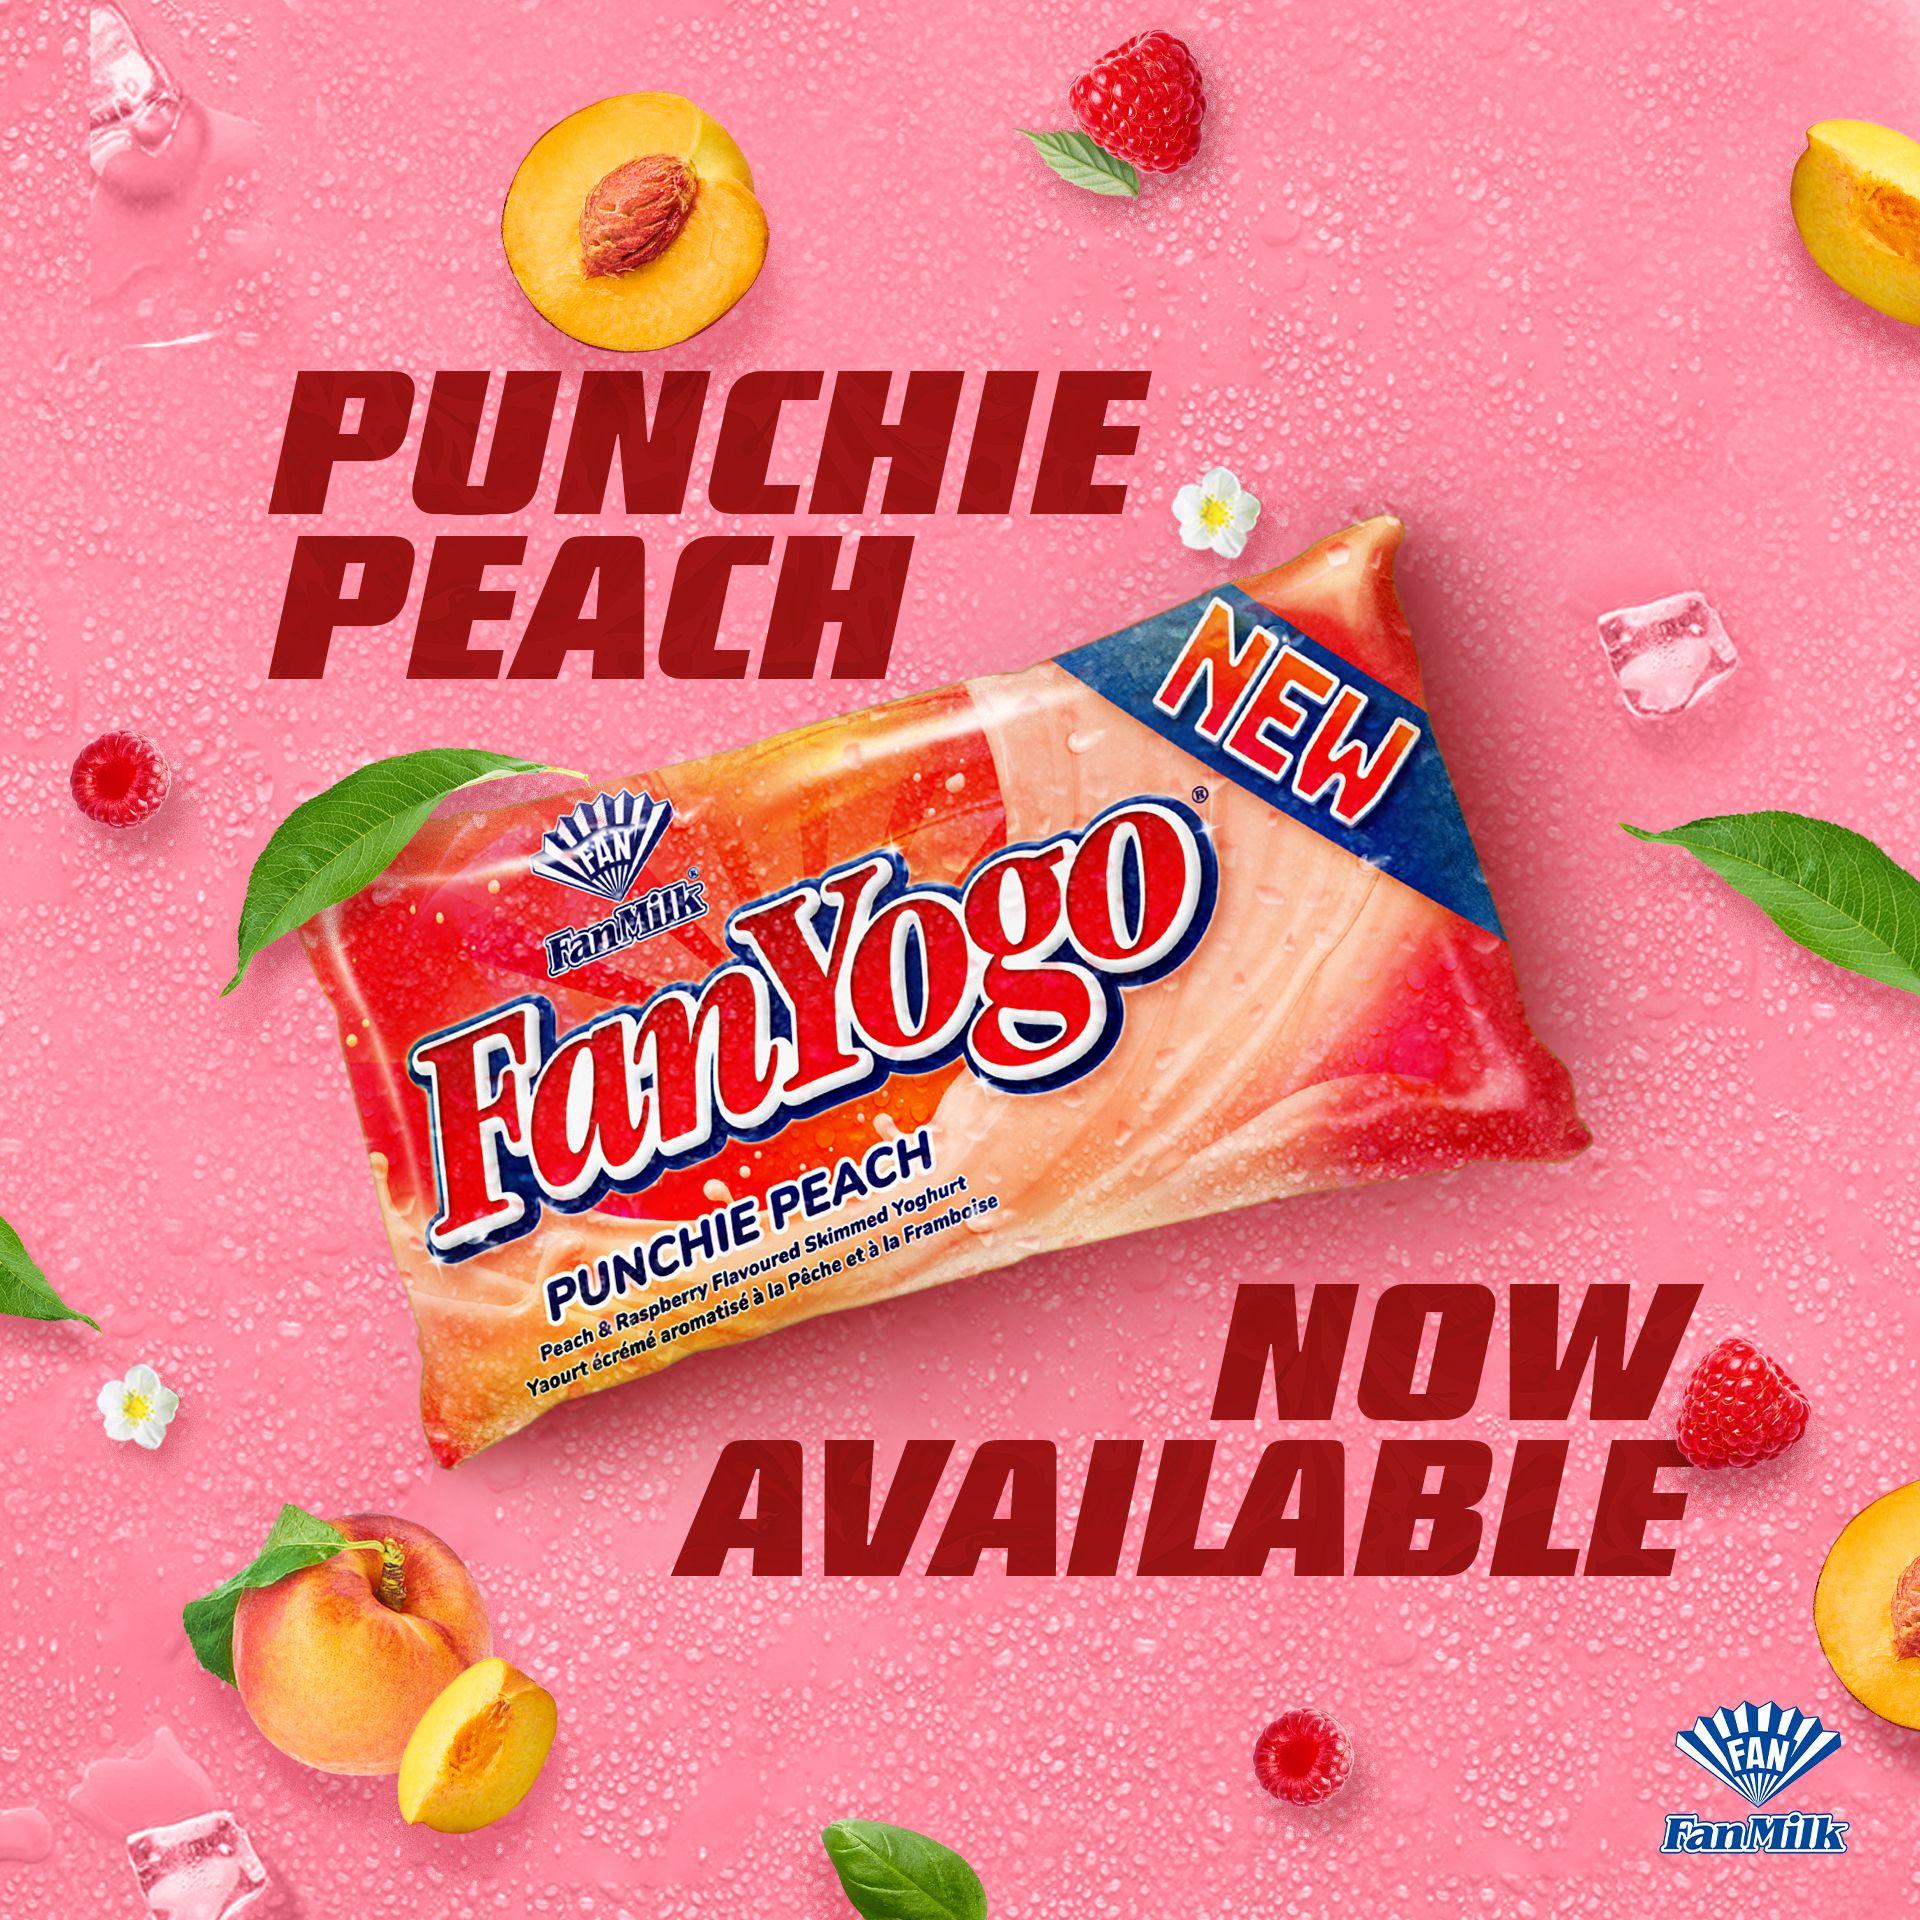 PUNCHIE
PEACH
NEW
FAN
FanMilk®
FanYogo®
PUNCHIE PEACH
Peach & Raspberry Flavoured Skimmed Yoghurt
Yaourt écrémé aromatisé à la Pêche et à la Framboise
NOW
AVAILABLE
FAN
FanMilk